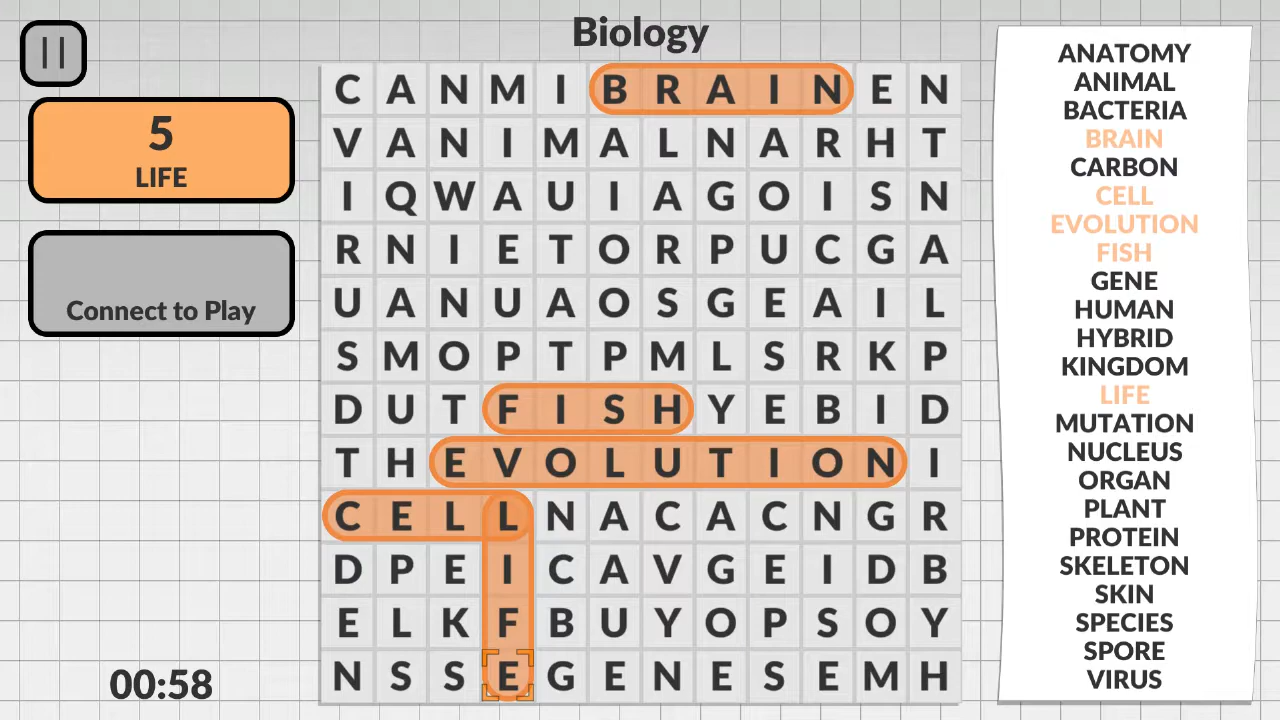 Biology
5
LIFE
Connect to Play
00:58
C A N M I B R A I N E N
V A N I M A L N A R H T
I Q W A U I A G O I S N
R N I E T O R P U C G A
U A N U A O S G E A I L
S M O P T P M L S R K P
D U T F I S H Y E B I D
T H E V O L U T I O N I
C E L L N A C A C N G R
D P E I C A V G E I D B
E L K F B U Y O P S O Y
N S S E G E N E S E M H
ANATOMY
ANIMAL
BACTERIA
BRAIN
CARBON
CELL
EVOLUTION
FISH
GENE
HUMAN
HYBRID
KINGDOM
LIFE
MUTATION
NUCLEUS
ORGAN
PLANT
PROTEIN
SKELETON
SKIN
SPECIES
SPORE
VIRUS